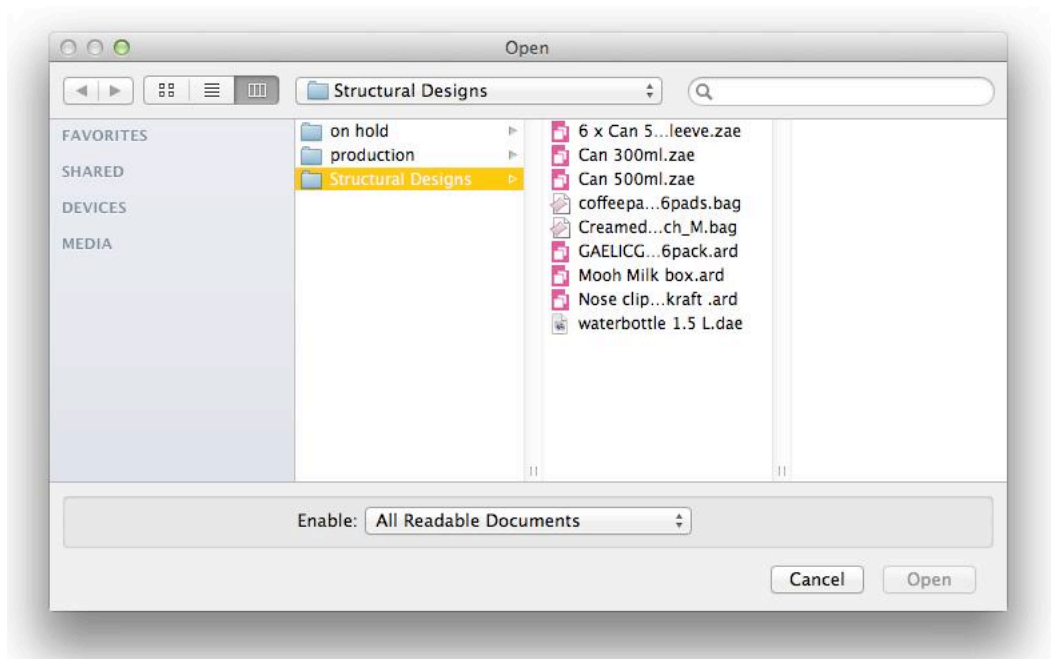 Open
Structural Designs
FAVORITES
SHARED
DEVICES
MEDIA
on hold
production
Structural Designs
6 x Can 5...leeve.zae
Can 300ml.zae
Can 500ml.zae
coffeepa...6pads.bag
Creamed...ch_M.bag
GAELICG...6pack.ard
Mooh Milk box.ard
Nose clip...kraft .ard
waterbottle 1.5 L.dae
Enable: All Readable Documents
Cancel Open